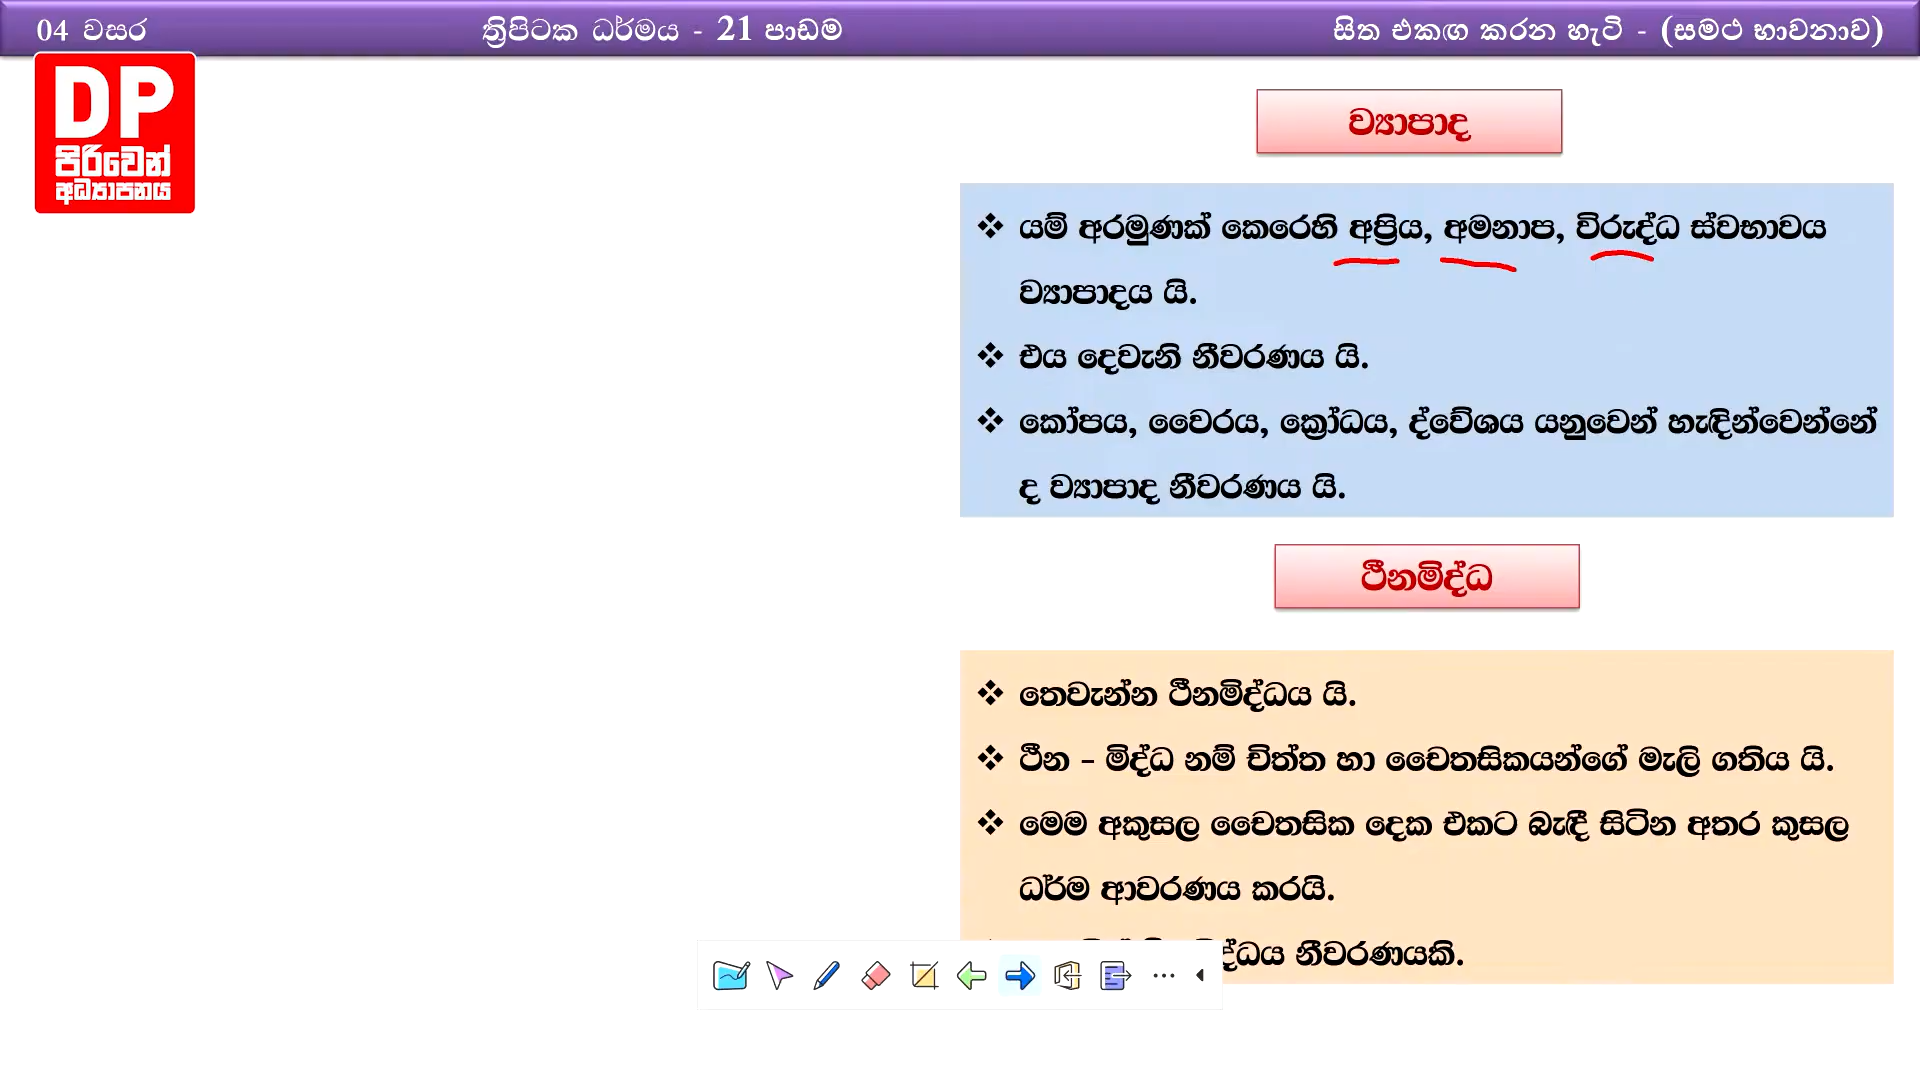 04 වසර
ත්‍රිපිටක ධර්මය - 21 පාඩම
සිත එකඟ කරන හැටි - (සමථ භාවනාව)
DP
පිරිවෙන්
අධ්‍යාපනය
ව්‍යාපාද
❖ යම් අරමුණක් කෙරෙහි අප්‍රිය, අමනාප, විරුද්ධ ස්වභාවය
ව්‍යාපාදය යි.
❖ එය දෙවැනි නීවරණය යි.
❖ කෝපය, වෛරය, ක්‍රෝධය, ද්වේශය යනුවෙන් හැඳින්වෙන්නේ
ද ව්‍යාපාද නීවරණය යි.
ථීනමිද්ධ
❖ තෙවැන්න ථීනමිද්ධය යි.
❖ ථීන – මිද්ධ නම් චිත්ත හා චෛතසිකයන්ගේ මැලි ගතිය යි.
❖ මෙම අකුසල චෛතසික දෙක එකට බැඳී සිටින අතර කුසල
ධර්ම ආවරණය කරයි.
නීවරණයකි.